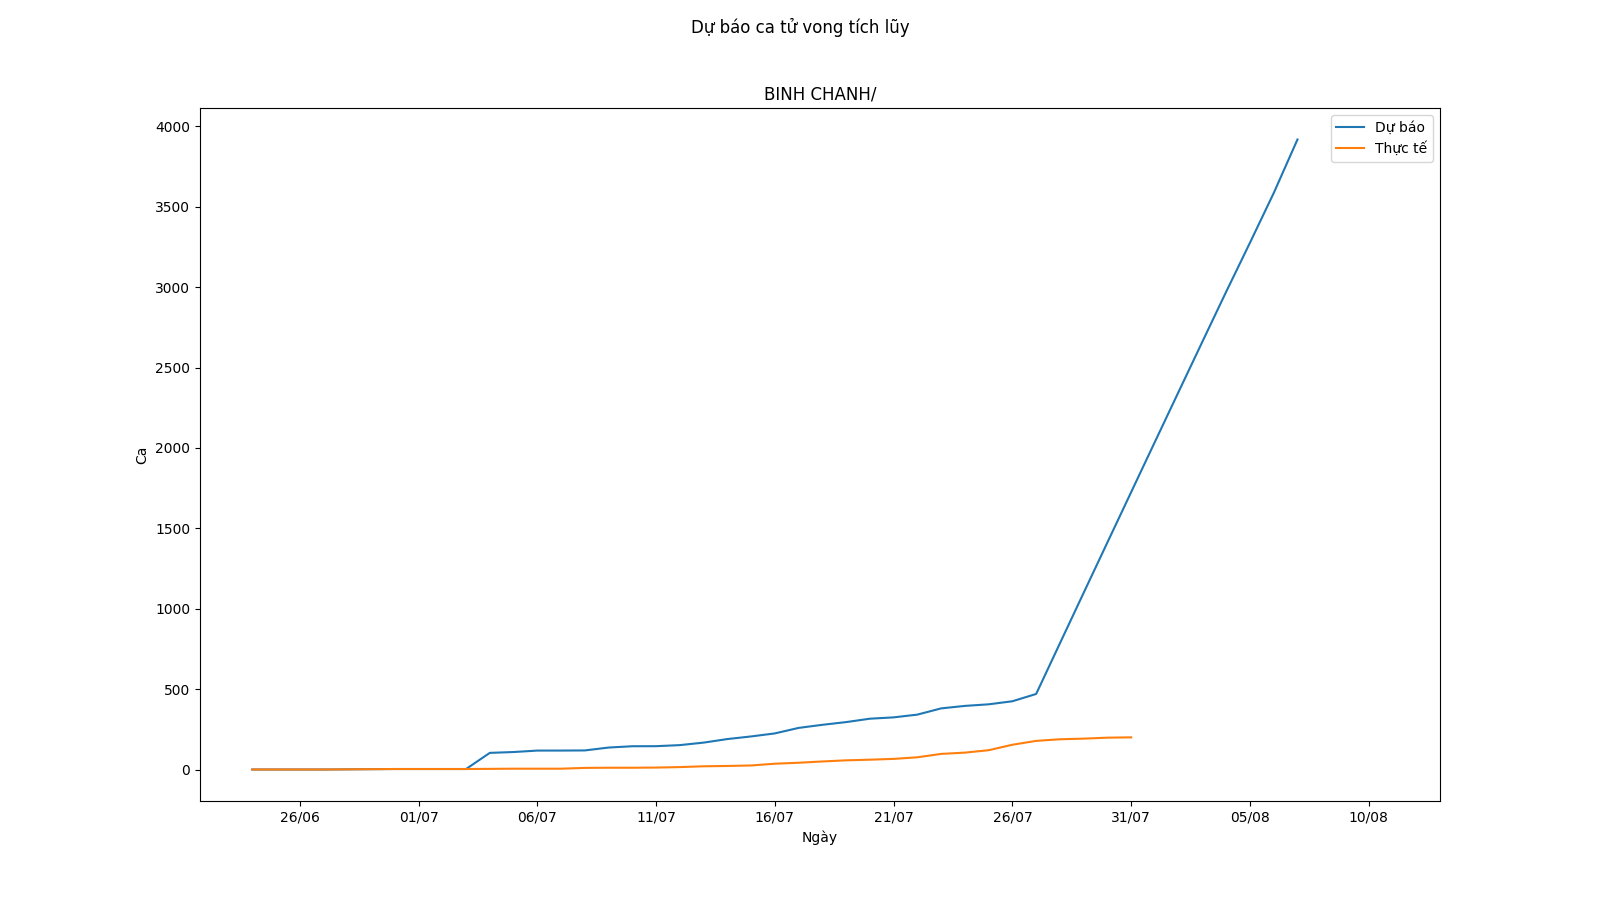 Dự báo ca tử vong tích lũy
BINH CHANH/
Dự báo
Thực tế
4000
3500
3000
2500
2000
1500
1000
500
0
Ca
26/06 01/07 06/07 11/07 16/07 21/07 26/07 31/07 05/08 10/08
Ngày